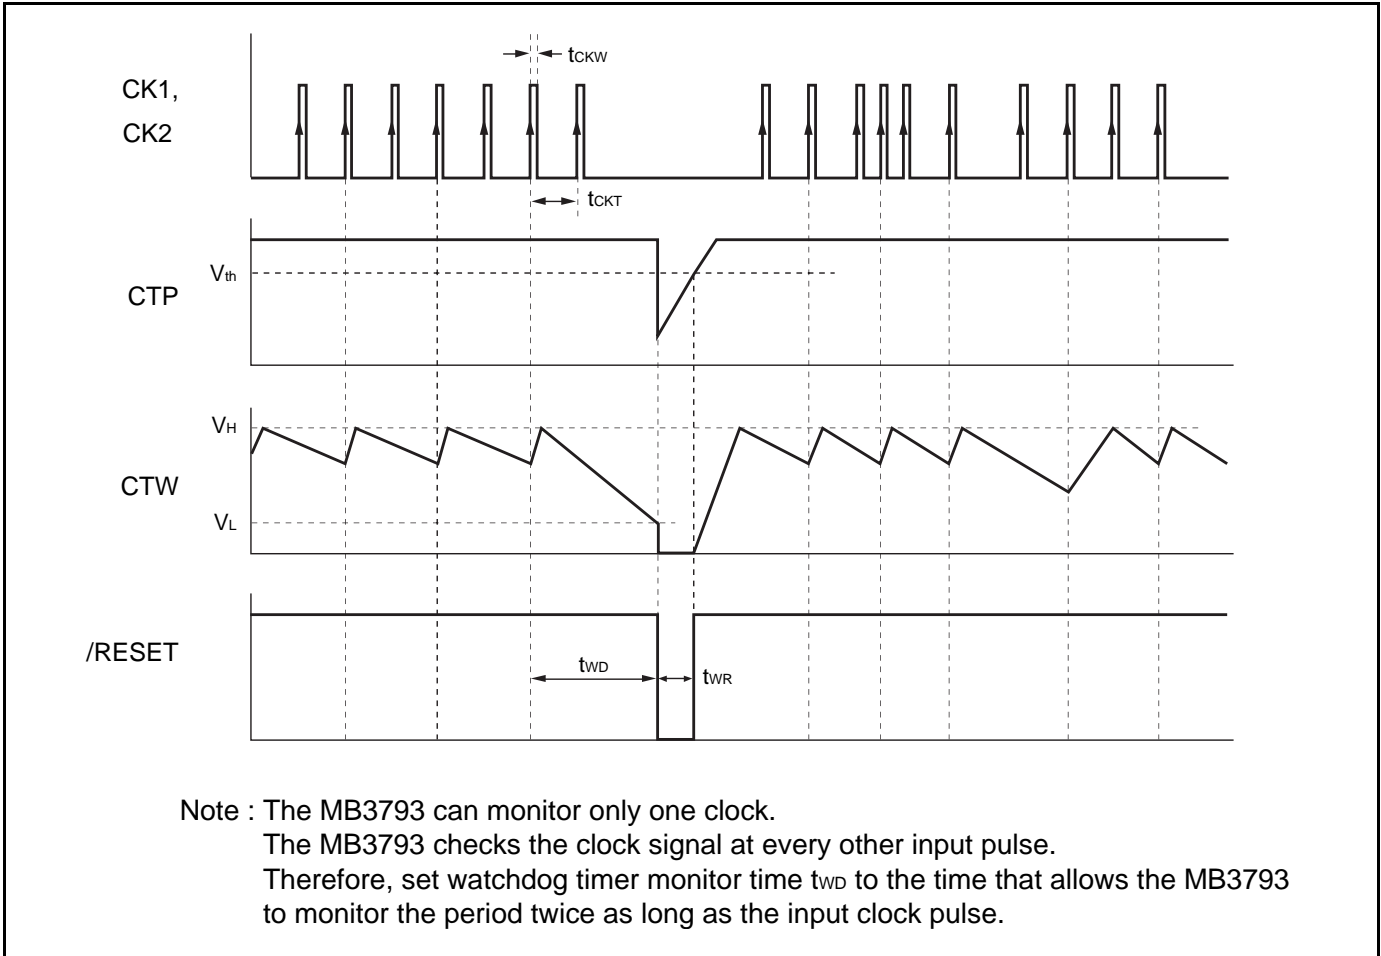 tCKW
CK1,
CK2
tCKT
Vth
CTP
VH
CTW
VL
/RESET
tWD
tWR
Note : The MB3793 can monitor only one clock.
The MB3793 checks the clock signal at every other input pulse.
Therefore, set watchdog timer monitor time tWD to the time that allows the MB3793
to monitor the period twice as long as the input clock pulse.